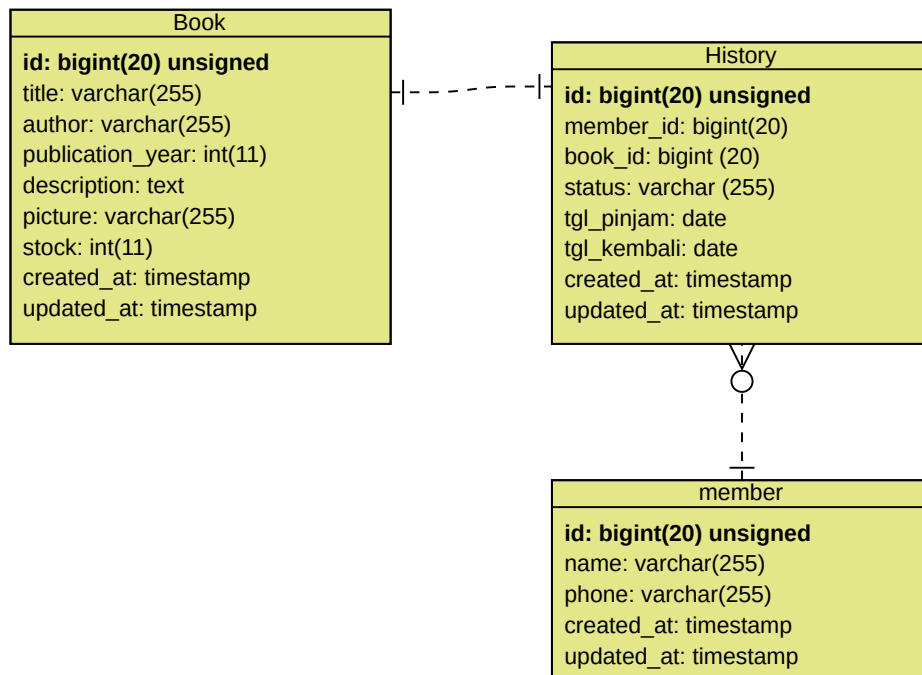 Book
id: bigint(20) unsigned
title: varchar(255)
author: varchar(255)
publication_year: int(11)
description: text
picture: varchar(255)
stock: int(11)
created_at: timestamp
updated_at: timestamp
History
id: bigint(20) unsigned
member_id: bigint(20)
book_id: bigint (20)
status: varchar (255)
tgl_pinjam: date
tgl_kembali: date
created_at: timestamp
updated_at: timestamp
member
id: bigint(20) unsigned
name: varchar(255)
phone: varchar(255)
created_at: timestamp
updated_at: timestamp